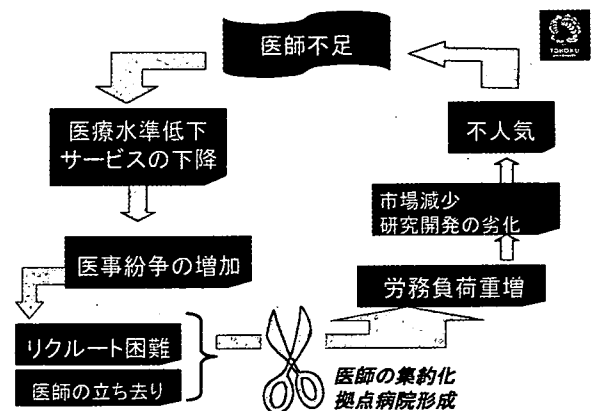 医師不足
TOHOKU
医療水準低下
サービスの下降
不人気
市場減少
研究開発の劣化
医事紛争の増加
労務負荷重増
リクルート困難
医師の立ち去り
医師の集約化
拠点病院形成